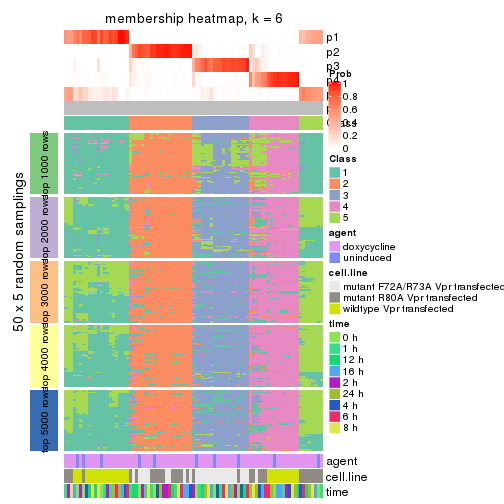 membership heatmap, k = 6
p1
p2
p3
p4
Prob
1
0.8
0.6
0.4
0.2
0
Class
1
2
3
4
5
agent
doxycycline
uninduced
cell.line
mutant F72A/R73A Vpr transfected
mutant R80A Vpr transfected
wildtype Vpr transfected
time
0 h
1 h
12 h
16 h
2 h
24 h
4 h
6 h
8 h
50 x 5 random samplings
top 1000 rows
top 2000 rows
top 3000 rows
top 4000 rows
top 5000 rows
agent
cell.line
time